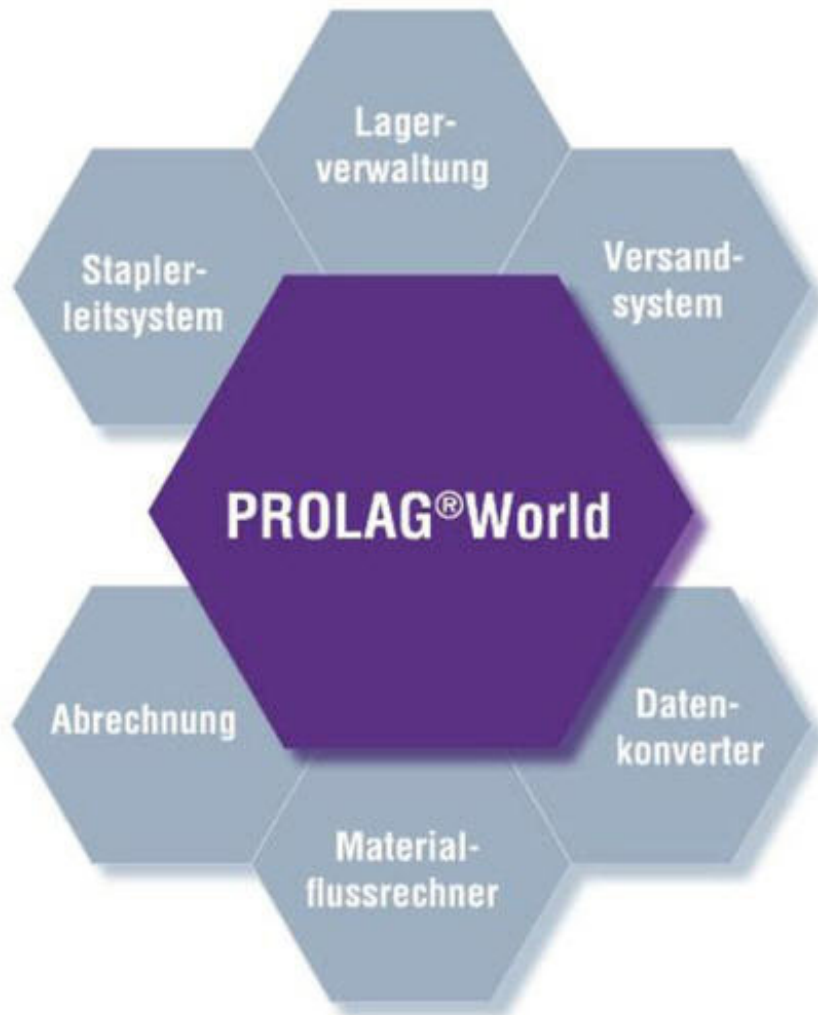 Lager-
verwaltung
Stapler-
leitsystem
Versand-
system
PROLAG®World
Abrechnung
Daten-
konverter
Material-
flussrechner